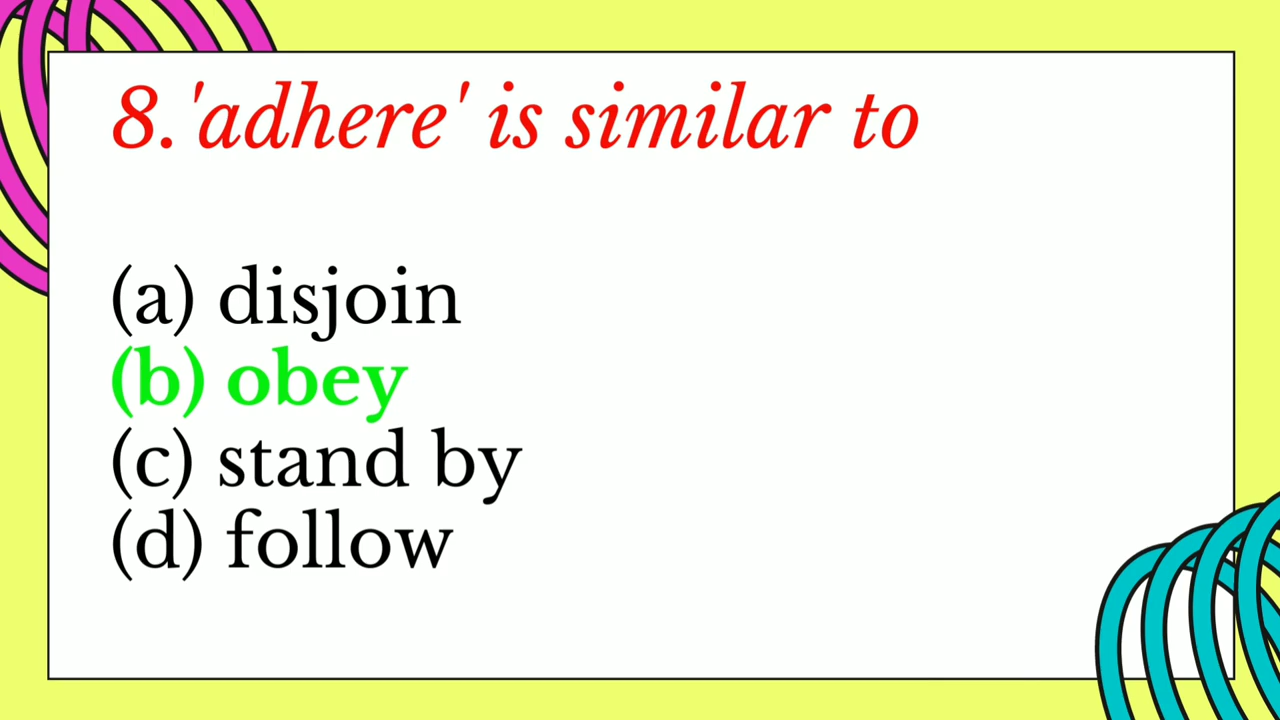 8. 'adhere' is similar to
(a) disjoin
(b) obey
(c) stand by
(d) follow